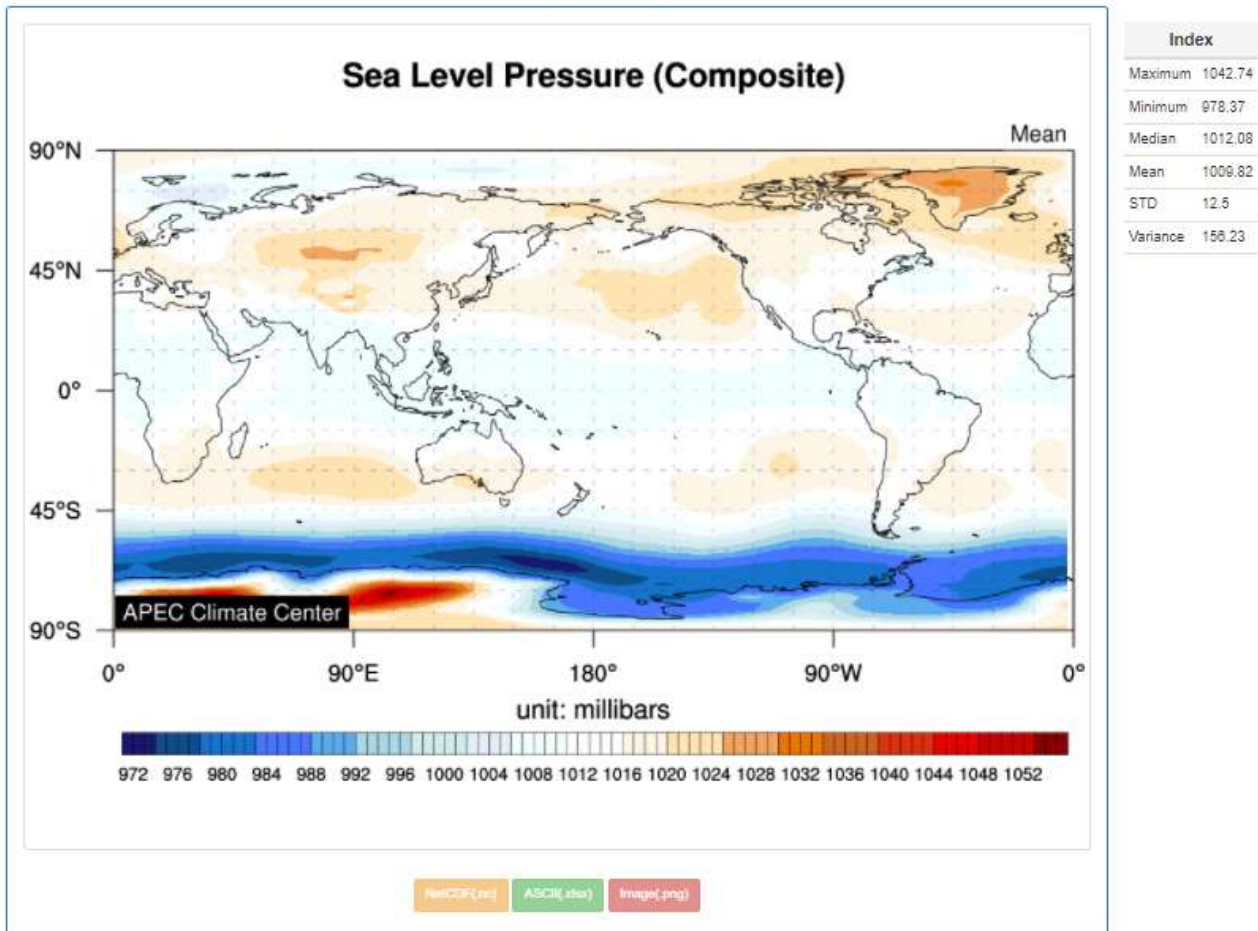 Sea Level Pressure (Composite)
Mean
90°N
45°N
0°
45°S
90°S
APEC Climate Center
0° 90°E 180° 90°W 0°
unit: millibars
972 976 980 984 988 992 996 1000 1004 1008 1012 1016 1020 1024 1028 1032 1036 1040 1044 1048 1052
NetCDF(.nc) ASCII(.xlsx) Image(.png)
Index
Maximum 1042.74
Minimum 978.37
Median 1012.08
Mean 1009.82
STD 12.5
Variance 156.23